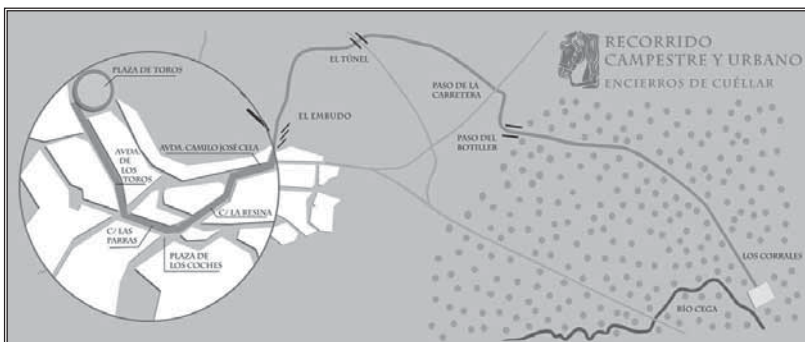 RECORRIDO
CAMPESTRE Y URBANO
ENCIERROS DE CUÉLLAR
PLAZA DE TOROS
EL TÚNEL
PASO DE LA
CARRETERA
EL EMBUDO
PASO DEL
BOTILLER
AVDA. CAMILO JOSÉ CELA
AVDA.
DE
LOS
TOROS
C/ LA RESINA
C/ LAS
PARRAS
PLAZA DE
LOS COCHES
LOS CORRALES
RÍO CEGA